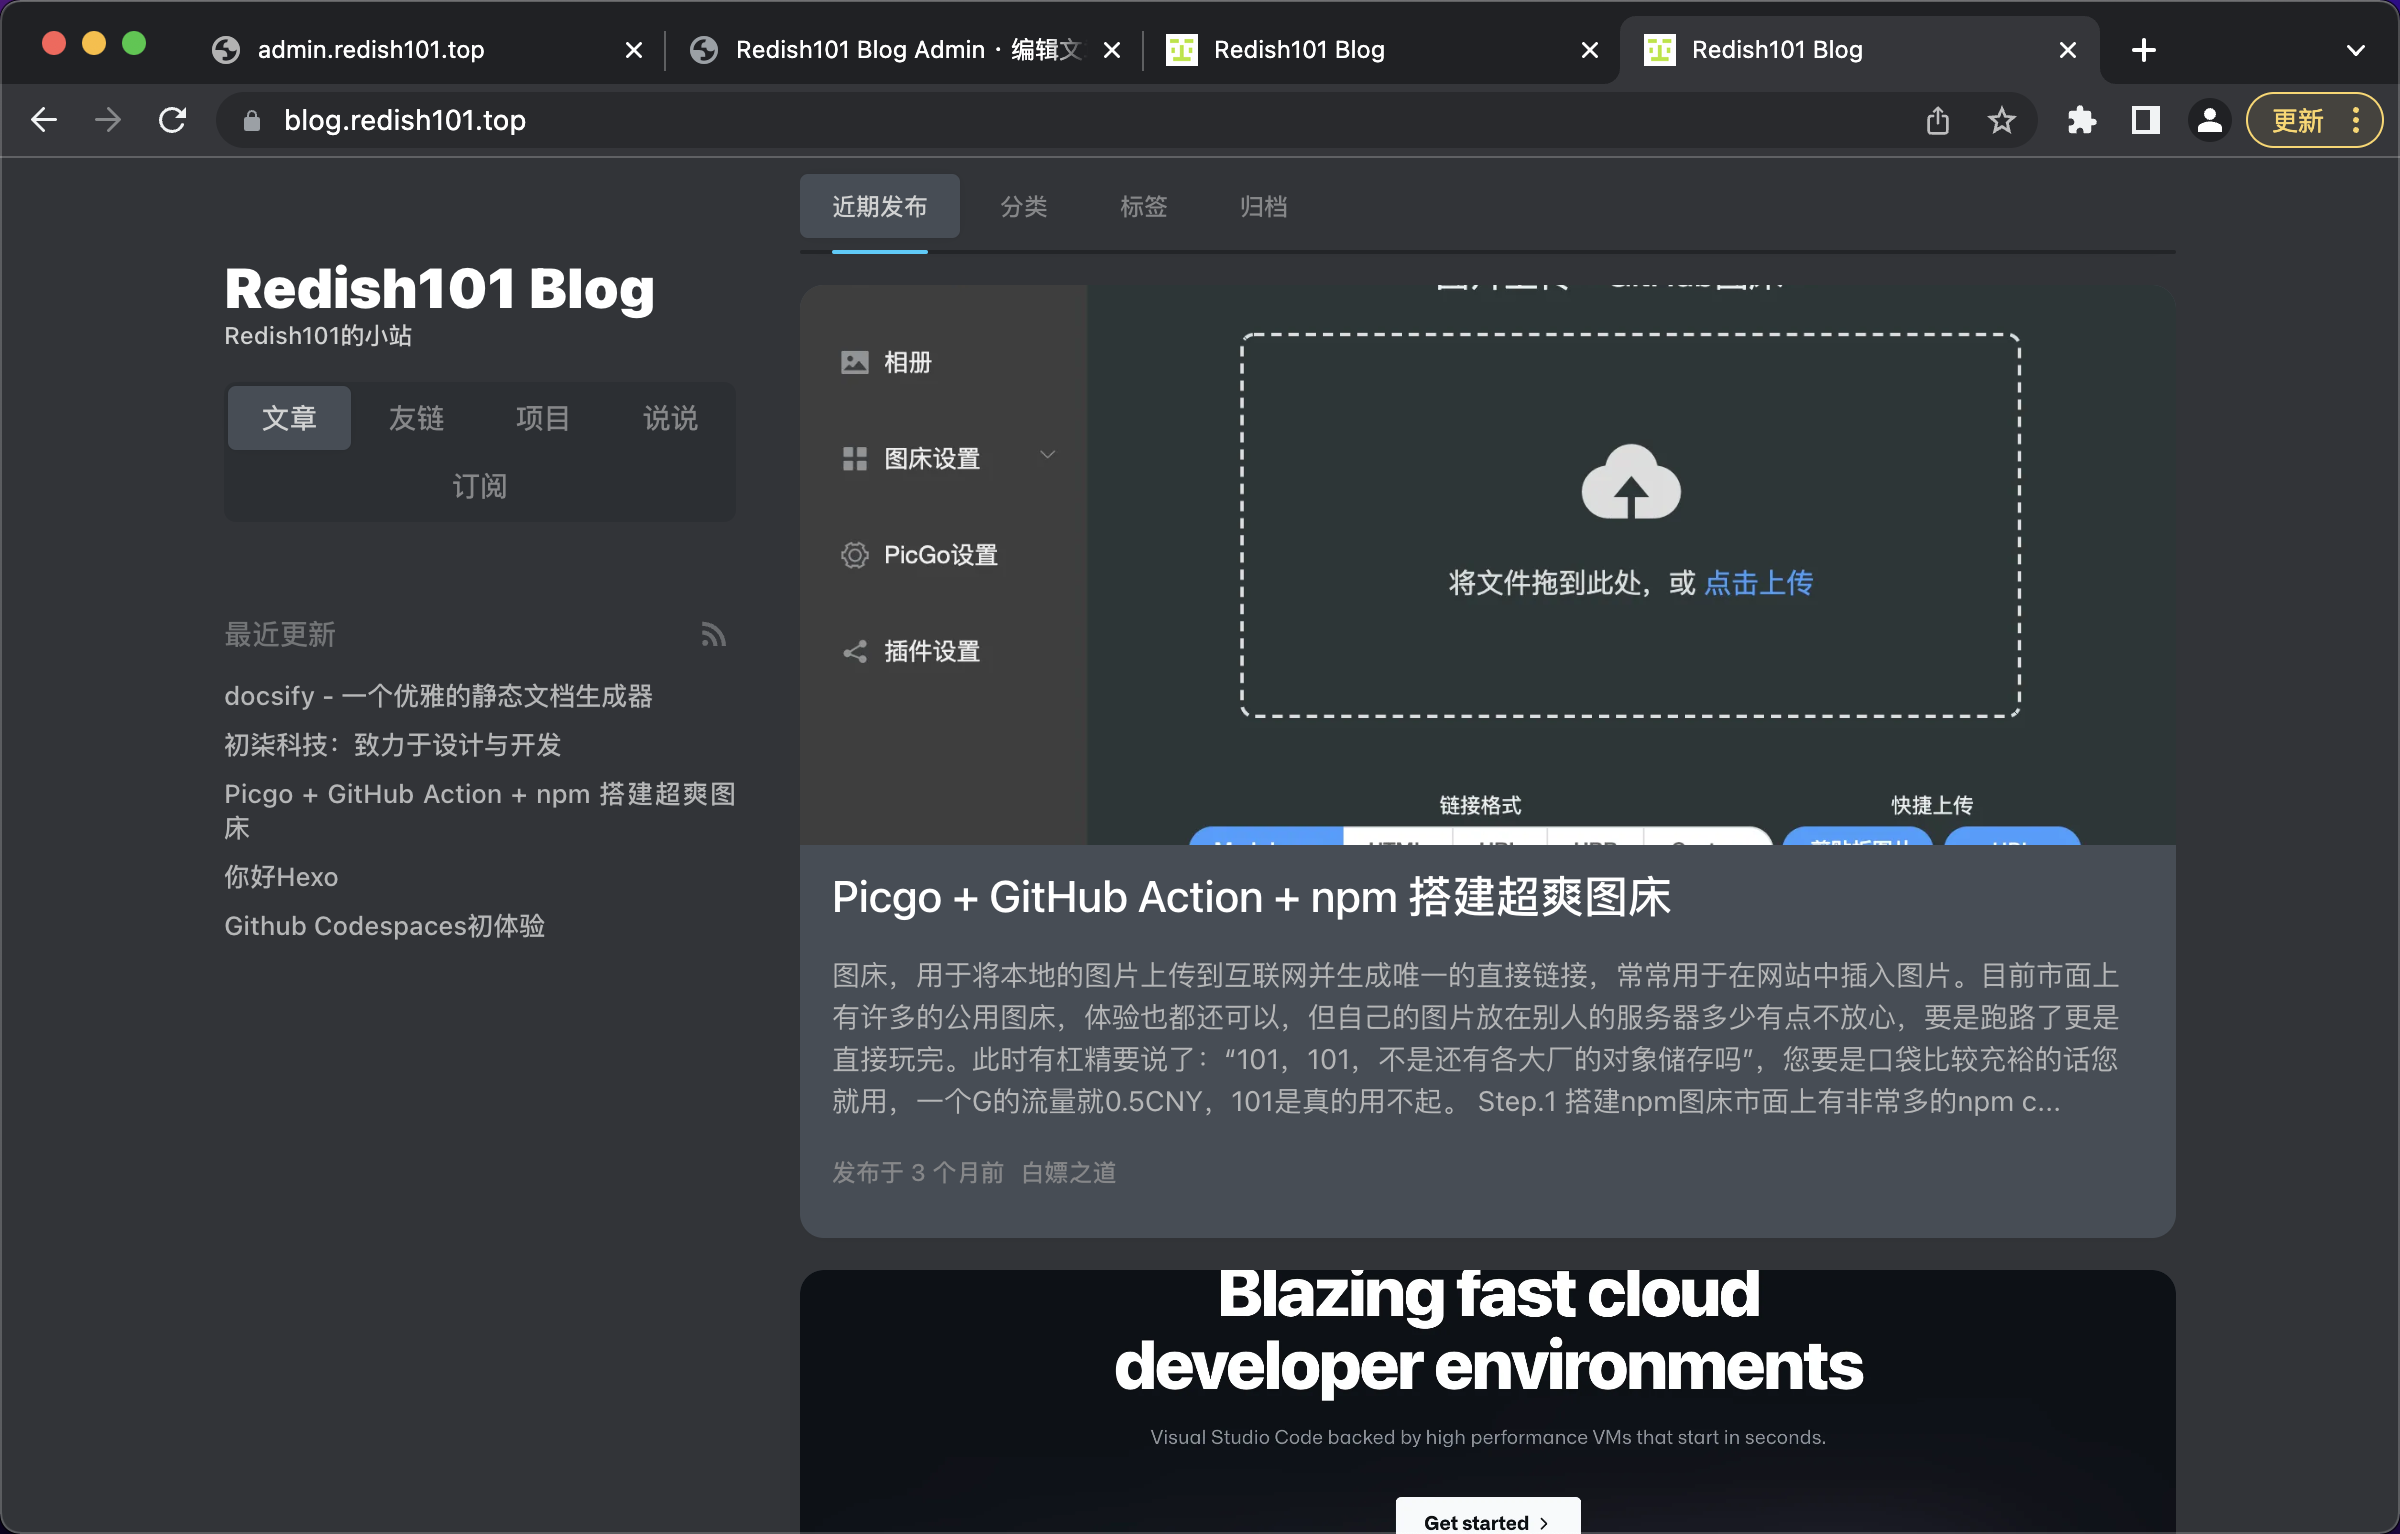 admin.redish101.top
Redish101 Blog Admin · 编辑文
Redish101 Blog
Redish101 Blog
blog.redish101.top
更新
近期发布
分类
标签
归档
Redish101 Blog
Redish101的小站
文章
友链
项目
说说
订阅
最近更新
docsify - 一个优雅的静态文档生成器
初柒科技：致力于设计与开发
Picgo + GitHub Action + npm 搭建超爽图
床
你好Hexo
Github Codespaces初体验
相册
图床设置
PicGo设置
插件设置
将文件拖到此处，或 点击上传
链接格式
快捷上传
Picgo + GitHub Action + npm 搭建超爽图床
图床，用于将本地的图片上传到互联网并生成唯一的直接链接，常常用于在网站中插入图片。目前市面上
有许多的公用图床，体验也都还可以，但自己的图片放在别人的服务器多少有点不放心，要是跑路了更是
直接玩完。此时有杠精要说了：“101，101，不是还有各大厂的对象储存吗”，您要是口袋比较充裕的话您
就用，一个G的流量就0.5CNY，101是真的用不起。 Step.1 搭建npm图床市面上有非常多的npm c...
发布于 3 个月前 白嫖之道
Blazing fast cloud
developer environments
Visual Studio Code backed by high performance VMs that start in seconds.
Get started